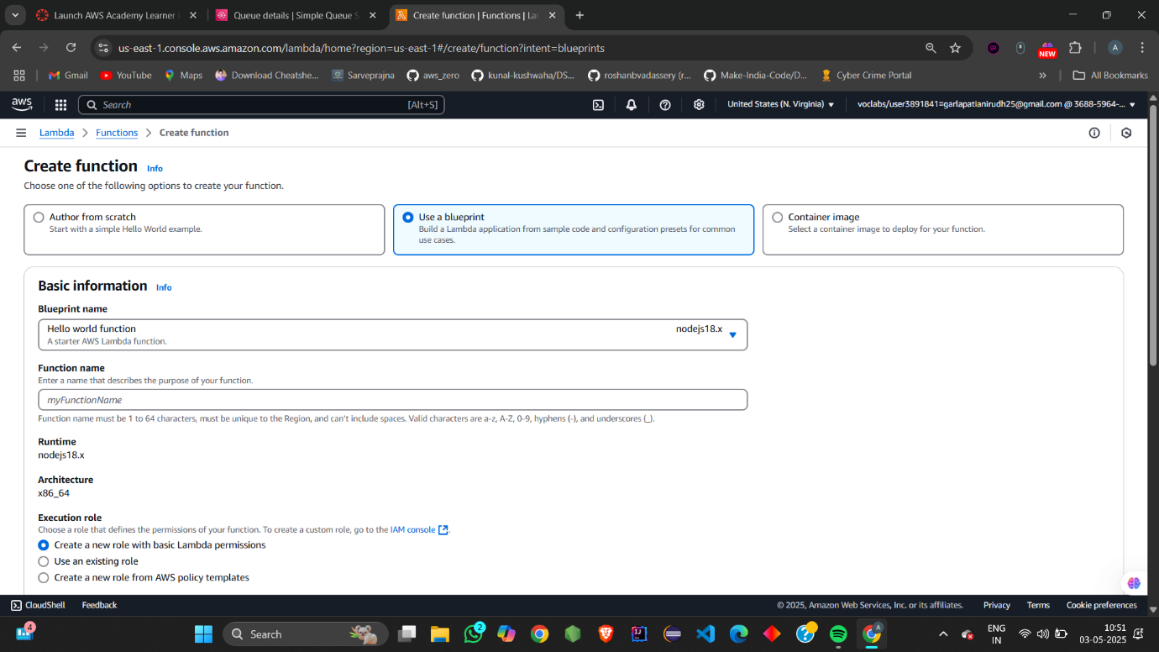 Launch AWS Academy Learner
Queue details | Simple Queue S
Create function | Functions | La
us-east-1.console.aws.amazon.com/lambda/home?region=us-east-1#/create/function?intent=blueprints
NEW
A
Gmail
YouTube
Maps
Download Cheatshe...
Sarveprajna
aws_zero
kunal-kushwaha/DS...
roshanbvadassery (r...
Make-India-Code/D...
Cyber Crime Portal
»
All Bookmarks
aws
Search
[Alt+S]
United States (N. Virginia)
voclabs/user3891841=garlapatianirudh25@gmail.com @ 3688-5964-...
Lambda
Functions
Create function
Create function Info
Choose one of the following options to create your function.
Author from scratch
Start with a simple Hello World example.
Use a blueprint
Build a Lambda application from sample code and configuration presets for common
use cases.
Container image
Select a container image to deploy for your function.
Basic information Info
Blueprint name
Hello world function
nodejs18.x
A starter AWS Lambda function.
Function name
Enter a name that describes the purpose of your function.
myFunctionName
Function name must be 1 to 64 characters, must be unique to the Region, and can't include spaces. Valid characters are a-z, A-Z, 0-9, hyphens (-), and underscores (_).
Runtime
nodejs18.x
Architecture
x86_64
Execution role
Choose a role that defines the permissions of your function. To create a custom role, go to the IAM console.
Create a new role with basic Lambda permissions
Use an existing role
Create a new role from AWS policy templates
CloudShell
Feedback
© 2025, Amazon Web Services, Inc. or its affiliates.
Privacy
Terms
Cookie preferences
4
Search
2
ENG
IN
10:51
03-05-2025